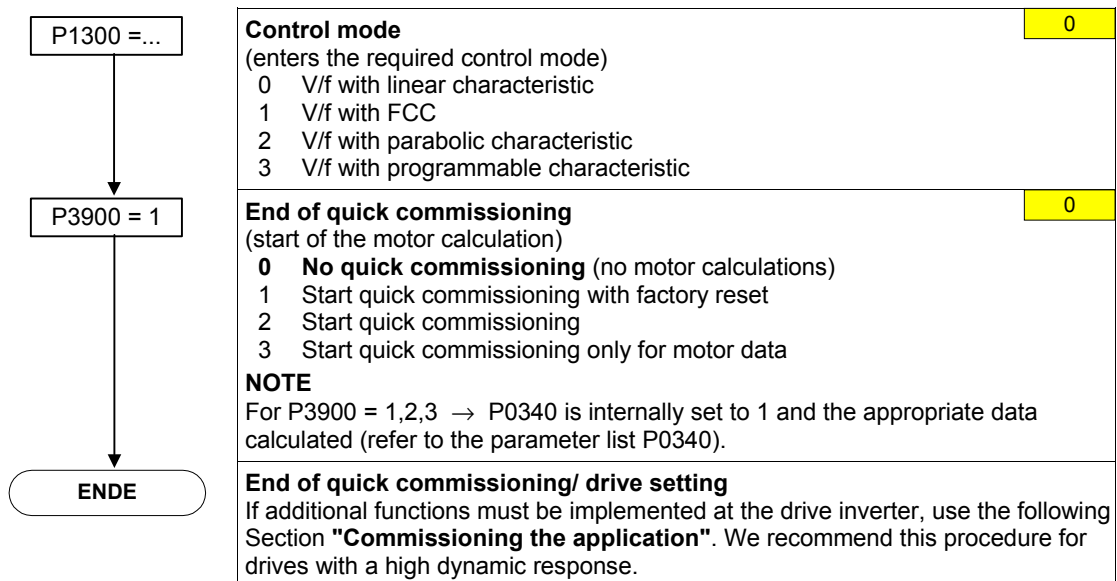 P1300 =...
Control mode
0
(enters the required control mode)
0 V/f with linear characteristic
1 V/f with FCC
2 V/f with parabolic characteristic
3 V/f with programmable characteristic
P3900 = 1
End of quick commissioning
0
(start of the motor calculation)
0 No quick commissioning (no motor calculations)
1 Start quick commissioning with factory reset
2 Start quick commissioning
3 Start quick commissioning only for motor data
NOTE
For P3900 = 1,2,3 → P0340 is internally set to 1 and the appropriate data
calculated (refer to the parameter list P0340).
ENDE
End of quick commissioning/ drive setting
If additional functions must be implemented at the drive inverter, use the following
Section "Commissioning the application". We recommend this procedure for
drives with a high dynamic response.